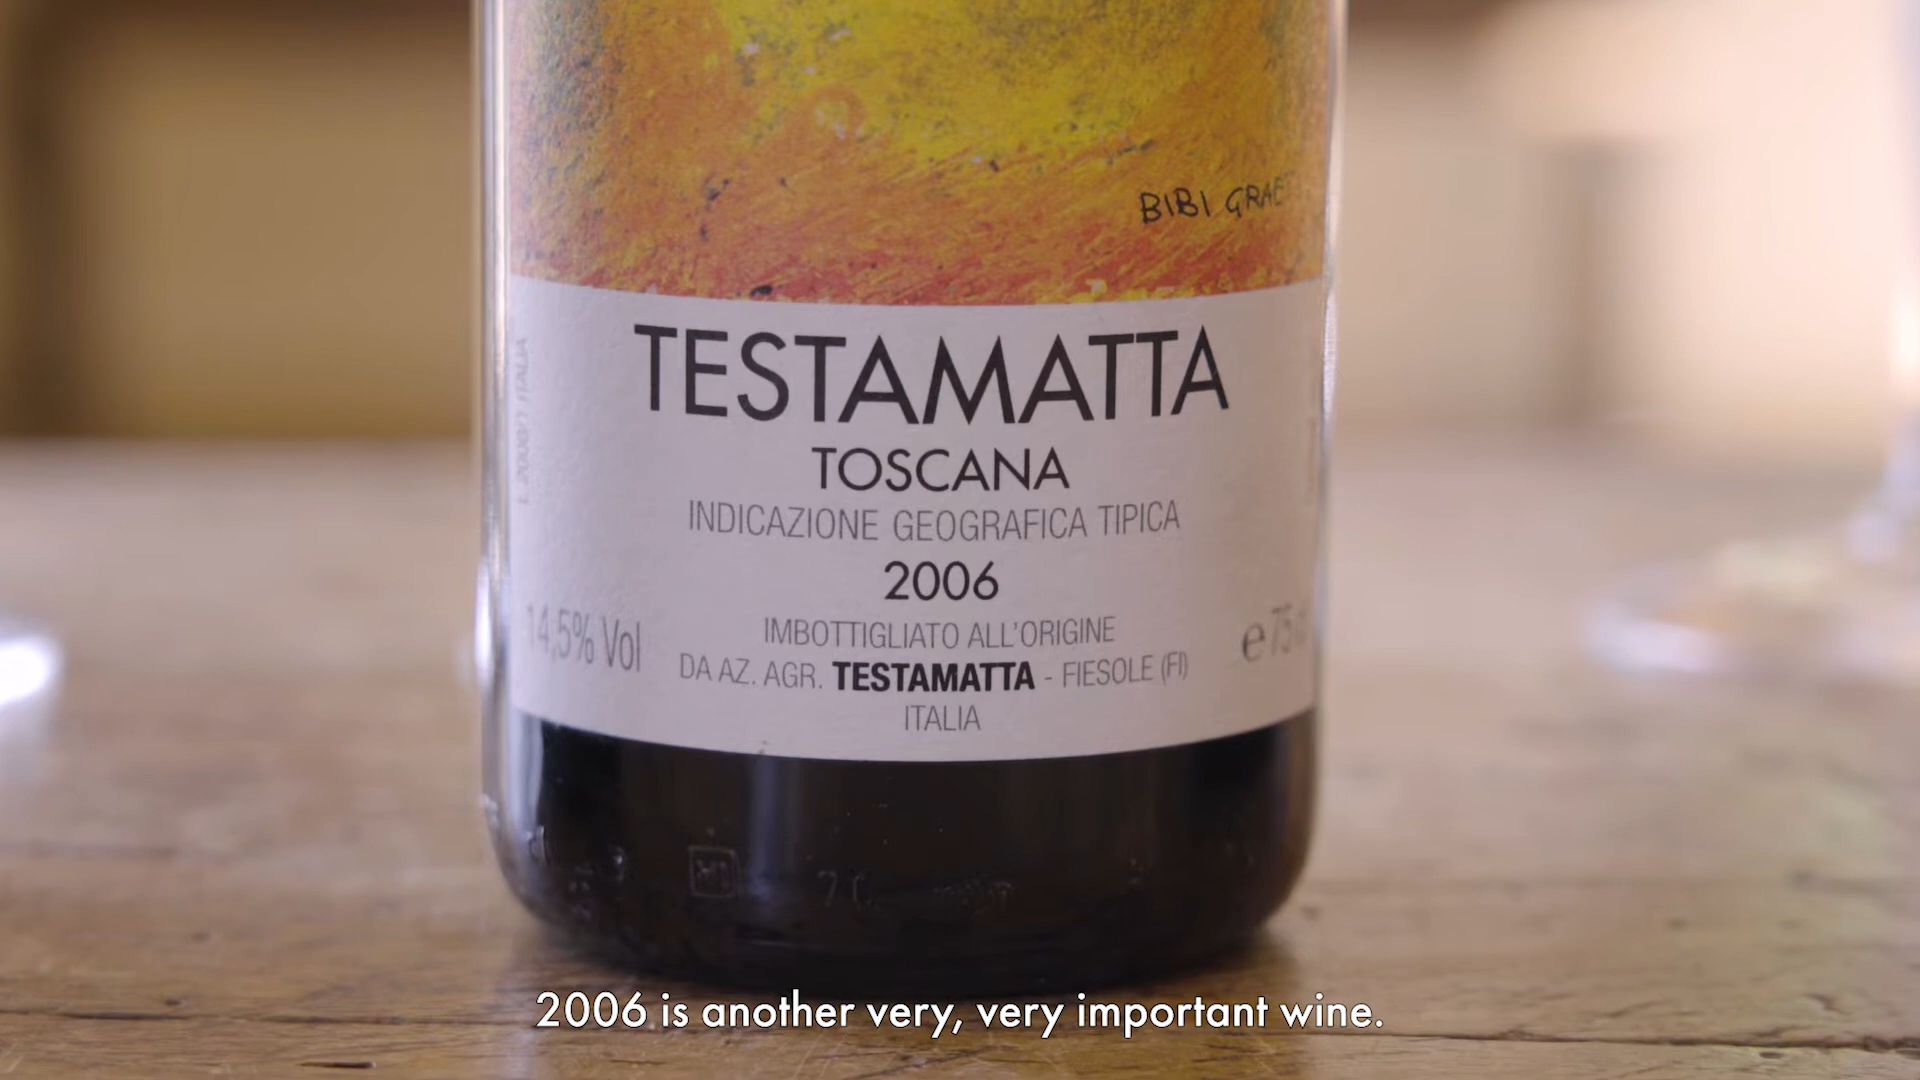 BIBI GRAE
TESTAMATTA
TOSCANA
INDICAZIONE GEOGRAFICA TIPICA
2006
14,5% Vol
IMBOTTIGLIATO ALL'ORIGINE
DA AZ. AGR. TESTAMATTA - FIESOLE (FI)
ITALIA
e 75 cl
2006 is another very, very important wine.